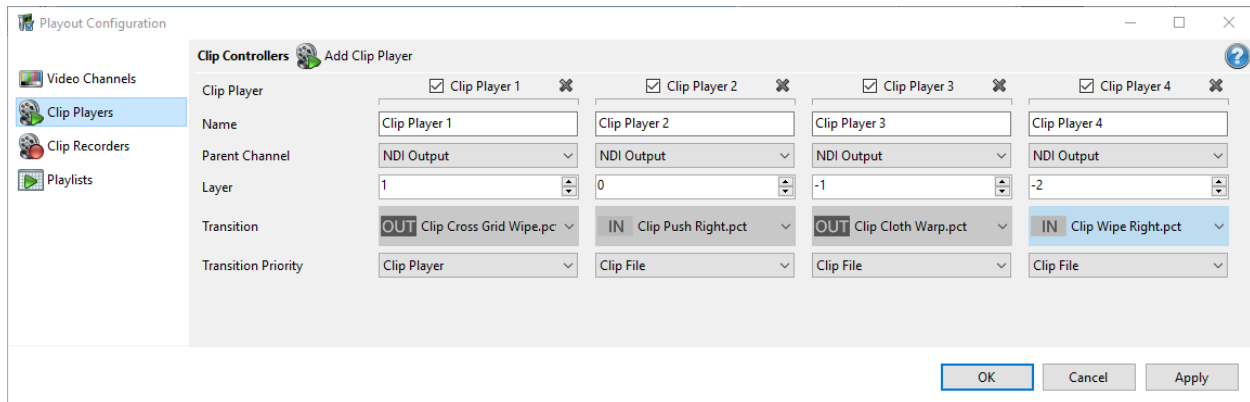 Playout Configuration
Video Channels
Clip Players
Clip Recorders
Playlists
Clip Controllers Add Clip Player ?
Clip Player Clip Player 1 Clip Player 2 Clip Player 3 Clip Player 4
Name Clip Player 1 Clip Player 2 Clip Player 3 Clip Player 4
Parent Channel NDI Output NDI Output NDI Output NDI Output
Layer 1 0 -1 -2
Transition OUT Clip Cross Grid Wipe.pc IN Clip Push Right.pct OUT Clip Cloth Warp.pct IN Clip Wipe Right.pct
Transition Priority Clip Player Clip File Clip File Clip File
OK Cancel Apply